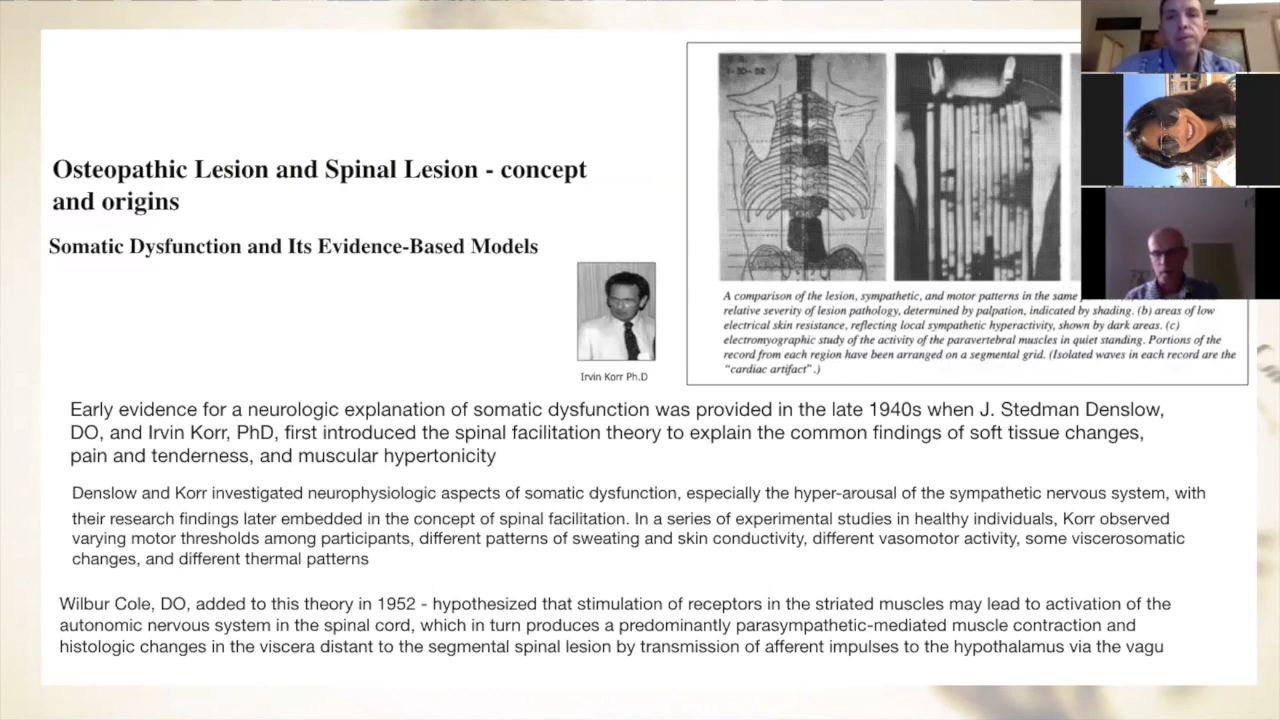 Osteopathic Lesion and Spinal Lesion - concept
and origins
Somatic Dysfunction and Its Evidence-Based Models
Irvin Korr Ph.D
A comparison of the lesion, sympathetic, and motor patterns in the same
relative severity of lesion pathology, determined by palpation, indicated by shading. (b) areas of low
electrical skin resistance, reflecting local sympathetic hyperactivity, shown by dark areas. (c)
electromyographic study of the activity of the paravertebral muscles in quiet standing. Portions of the
record from each region have been arranged on a segmental grid. (Isolated waves in each record are the
"cardiac artifact".)
Early evidence for a neurologic explanation of somatic dysfunction was provided in the late 1940s when J. Stedman Denslow,
DO, and Irvin Korr, PhD, first introduced the spinal facilitation theory to explain the common findings of soft tissue changes,
pain and tenderness, and muscular hypertonicity
Denslow and Korr investigated neurophysiologic aspects of somatic dysfunction, especially the hyper-arousal of the sympathetic nervous system, with
their research findings later embedded in the concept of spinal facilitation. In a series of experimental studies in healthy individuals, Korr observed
varying motor thresholds among participants, different patterns of sweating and skin conductivity, different vasomotor activity, some viscerosomatic
changes, and different thermal patterns
Wilbur Cole, DO, added to this theory in 1952 - hypothesized that stimulation of receptors in the striated muscles may lead to activation of the
autonomic nervous system in the spinal cord, which in turn produces a predominantly parasympathetic-mediated muscle contraction and
histologic changes in the viscera distant to the segmental spinal lesion by transmission of afferent impulses to the hypothalamus via the vagu